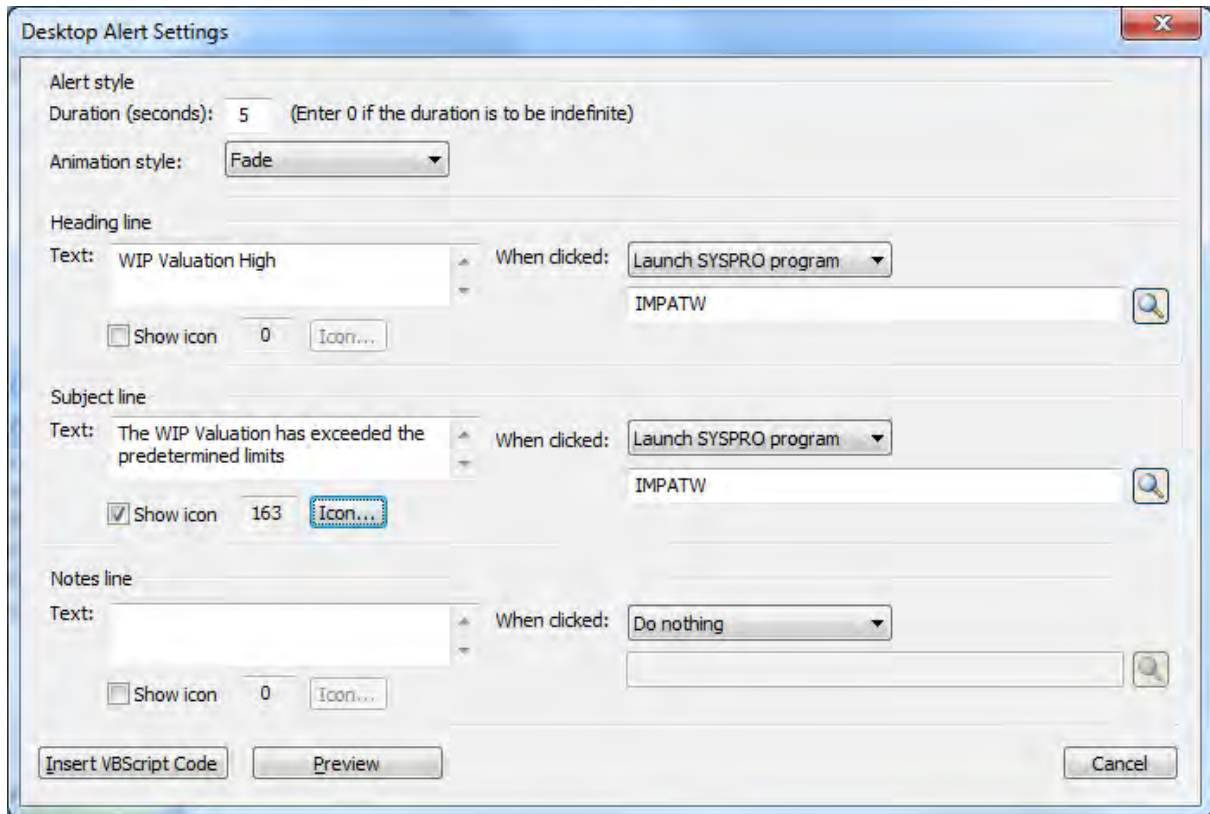 Desktop Alert Settings
X
Alert style
Duration (seconds): 5 (Enter 0 if the duration is to be indefinite)
Animation style: Fade
Heading line
Text: WIP Valuation High When clicked: Launch SYSPRO program
IMPATW
Show icon 0 Icon...
Subject line
Text: The WIP Valuation has exceeded the When clicked: Launch SYSPRO program
predetermined limits
IMPATW
Show icon 163 Icon...
Notes line
Text: When clicked: Do nothing
Show icon 0 Icon...
Insert VBScript Code Preview Cancel